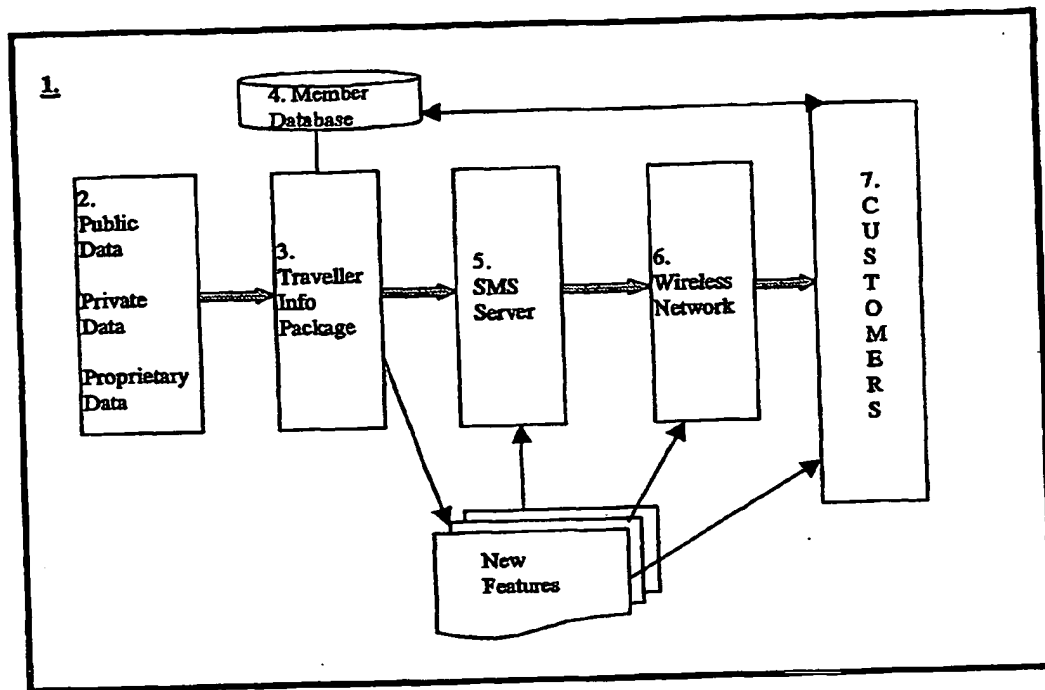 1.
4. Member
Database
2.
Public
Data
Private
Data
Proprietary
Data
3.
Traveller
Info
Package
5.
SMS
Server
6.
Wireless
Network
7.
C
U
S
T
O
M
E
R
S
New
Features